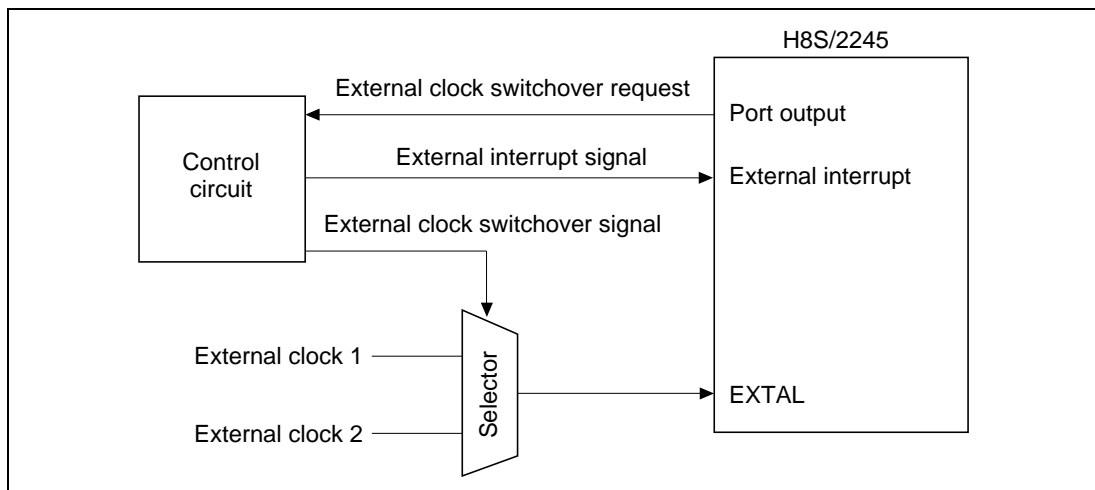 H8S/2245
External clock switchover request
Port output
Control
circuit
External interrupt signal
External interrupt
External clock switchover signal
External clock 1
Selector
External clock 2
EXTAL